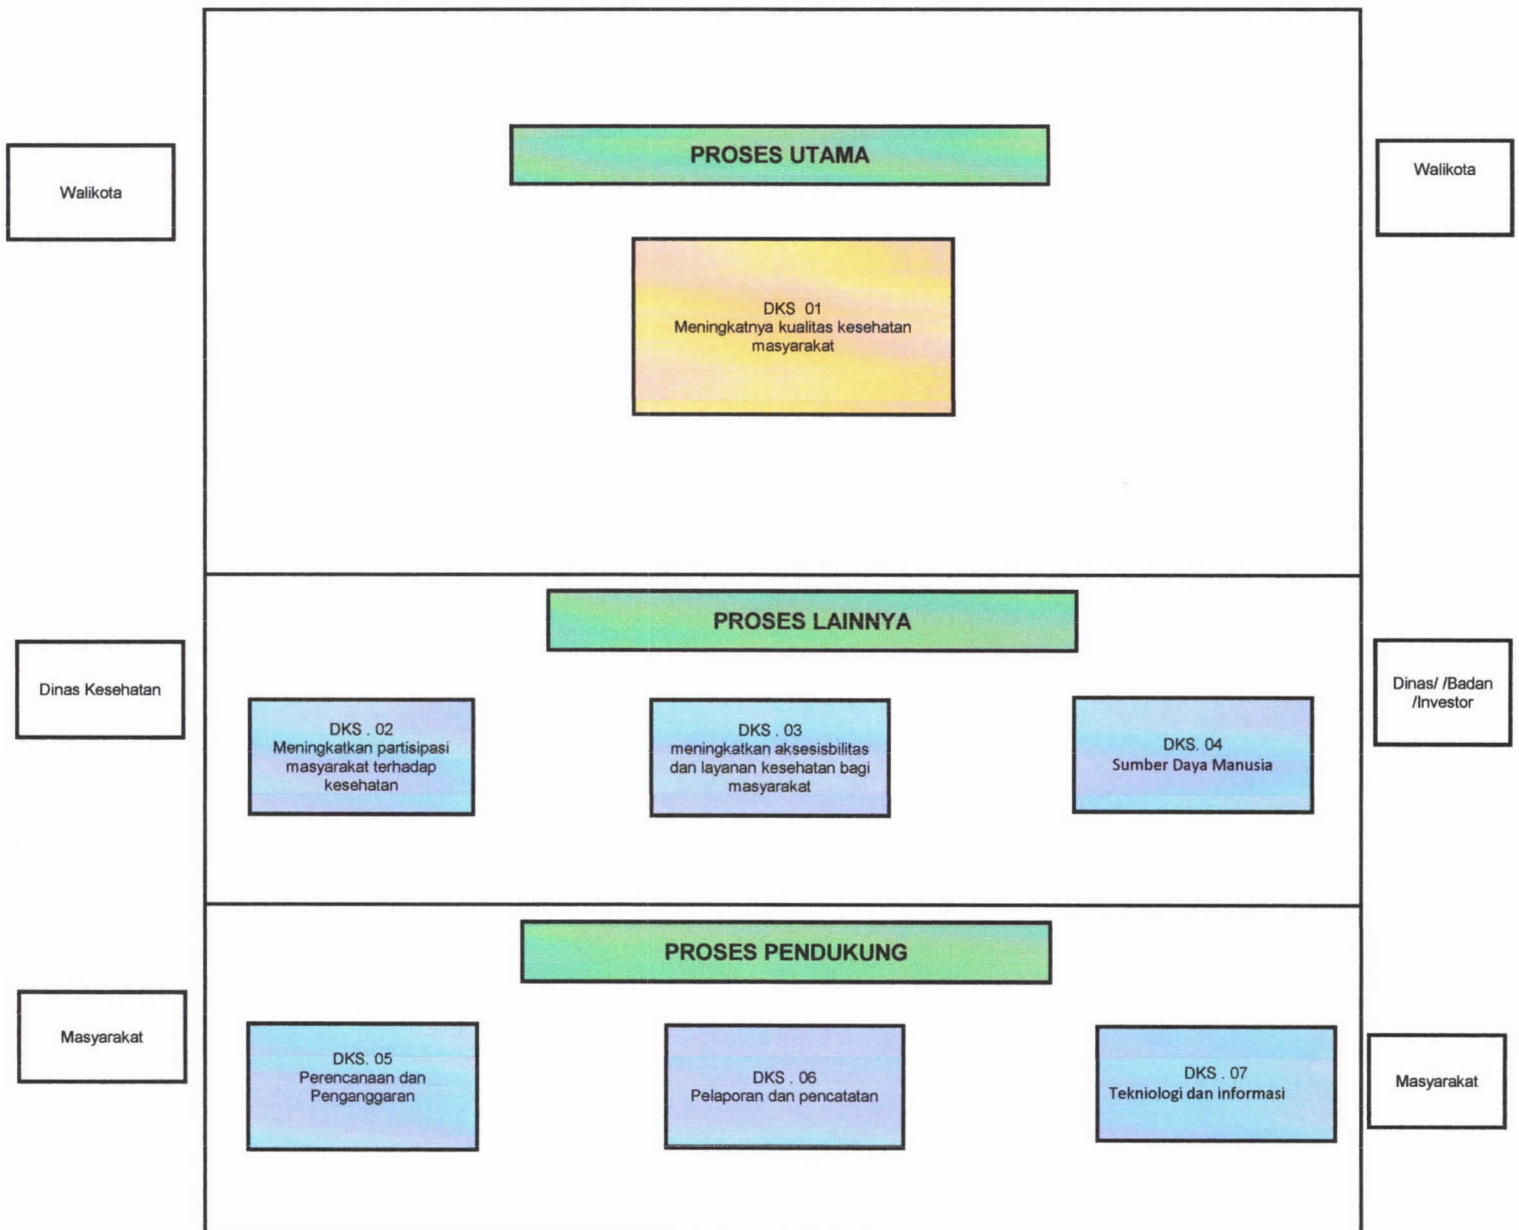 PROSES UTAMA
Walikota
Walikota
DKS 01
Meningkatnya kualitas kesehatan
masyarakat
PROSES LAINNYA
Dinas Kesehatan
Dinas/ /Badan
/Investor
DKS . 02
Meningkatkan partisipasi
masyarakat terhadap
kesehatan
DKS . 03
meningkatkan aksesisbilitas
dan layanan kesehatan bagi
masyarakat
DKS. 04
Sumber Daya Manusia
PROSES PENDUKUNG
Masyarakat
DKS. 05
Perencanaan dan
Penganggaran
DKS . 06
Pelaporan dan pencatatan
DKS . 07
Tekniologi dan informasi
Masyarakat